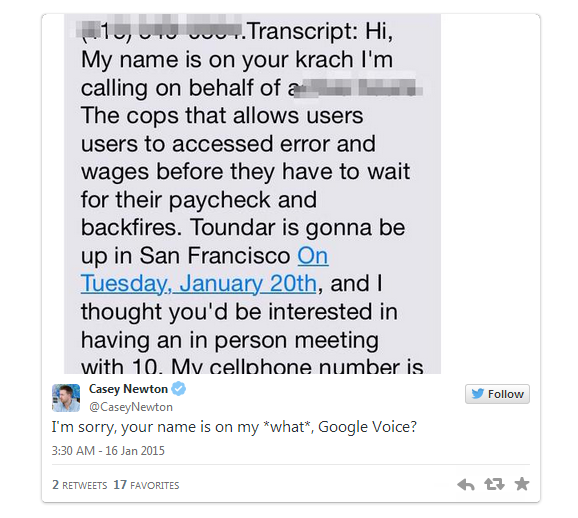 Transcript: Hi,
My name is on your krach I'm
calling on behalf of
The cops that allows users
users to accessed error and
wages before they have to wait
for their paycheck and
backfires. Toundar is gonna be
up in San Francisco On
Tuesday, January 20th, and I
thought you'd be interested in
having an in person meeting
with 10. My cellphone number is
Casey Newton
@CaseyNewton
Follow
I'm sorry, your name is on my *what*, Google Voice?
3:30 AM - 16 Jan 2015
2 RETWEETS 17 FAVORITES